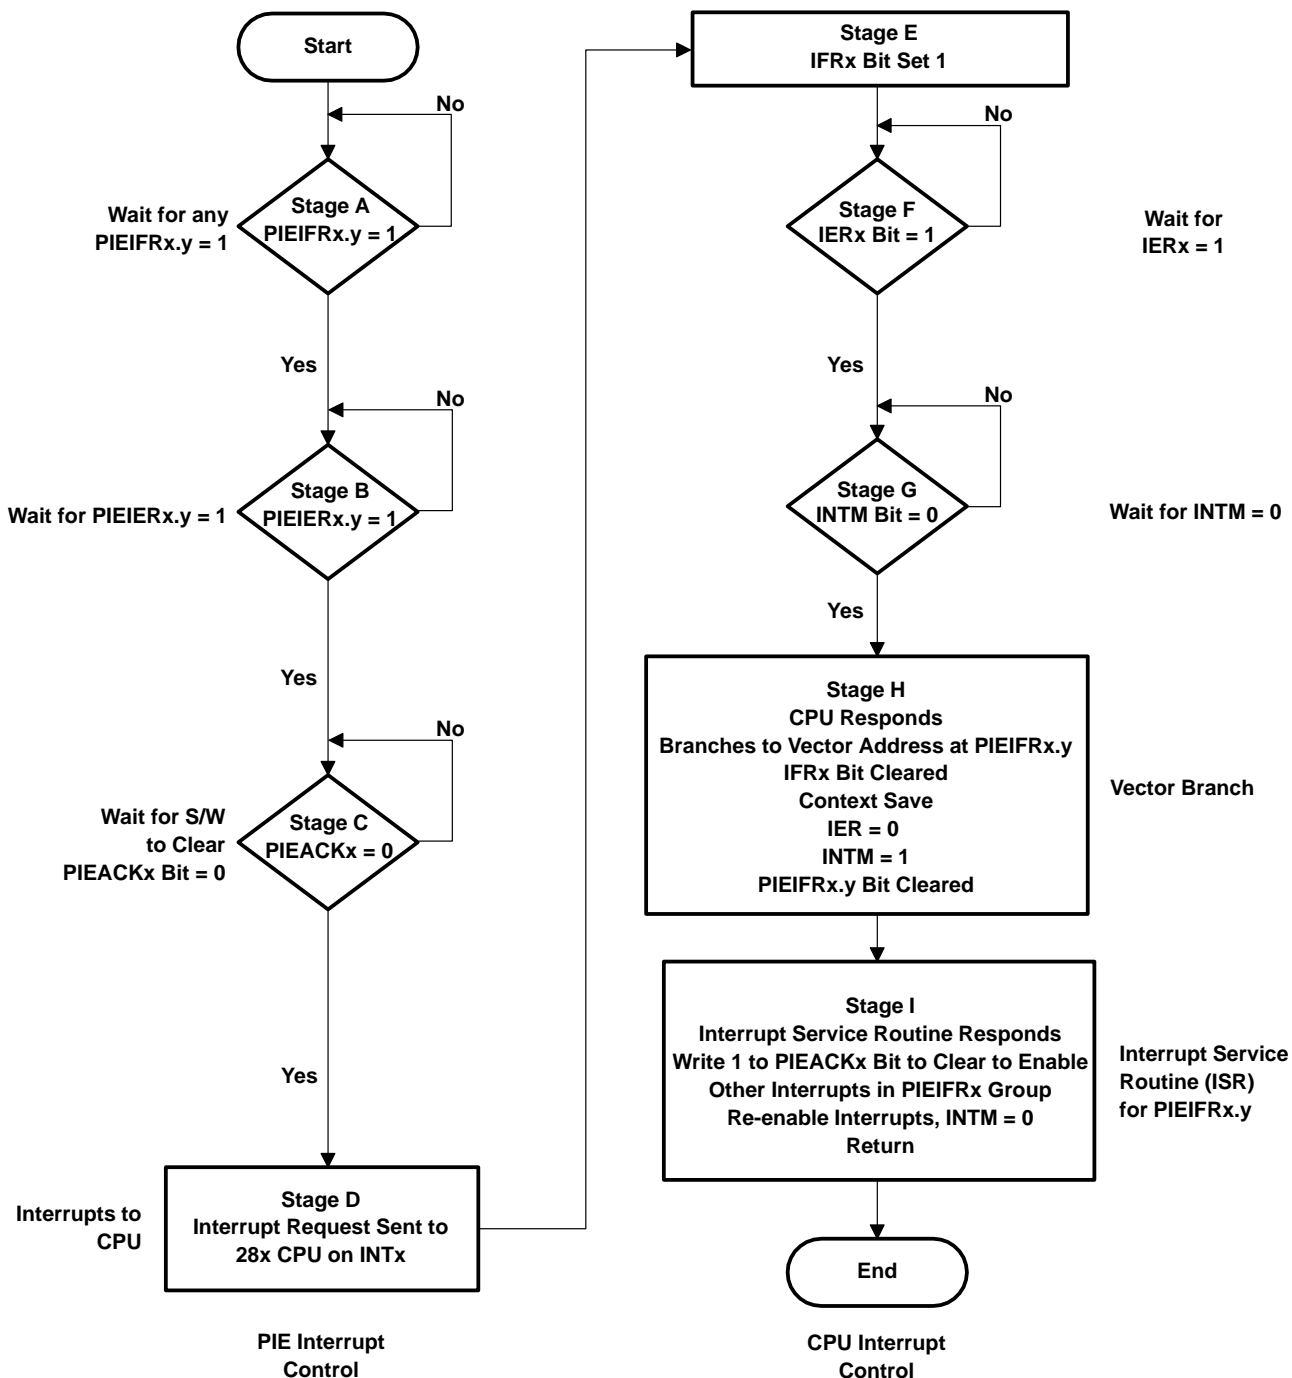 Start
No
Wait for any
PIEIFRx.y = 1
Stage A
PIEIFRx.y = 1
Yes
No
Wait for PIEIERx.y = 1
Stage B
PIEIERx.y = 1
Yes
No
Wait for S/W
to Clear
PIEACKx Bit = 0
Stage C
PIEACKx = 0
Yes
Interrupts to
CPU
Stage D
Interrupt Request Sent to
28x CPU on INTx
PIE Interrupt
Control
Stage E
IFRx Bit Set 1
No
Stage F
IERx Bit = 1
Wait for
IERx = 1
Yes
No
Stage G
INTM Bit = 0
Wait for INTM = 0
Yes
Stage H
CPU Responds
Branches to Vector Address at PIEIFRx.y
IFRx Bit Cleared
Context Save
IER = 0
INTM = 1
PIEIFRx.y Bit Cleared
Vector Branch
Stage I
Interrupt Service Routine Responds
Write 1 to PIEACKx Bit to Clear to Enable
Other Interrupts in PIEIFRx Group
Re-enable Interrupts, INTM = 0
Return
Interrupt Service
Routine (ISR)
for PIEIFRx.y
End
CPU Interrupt
Control